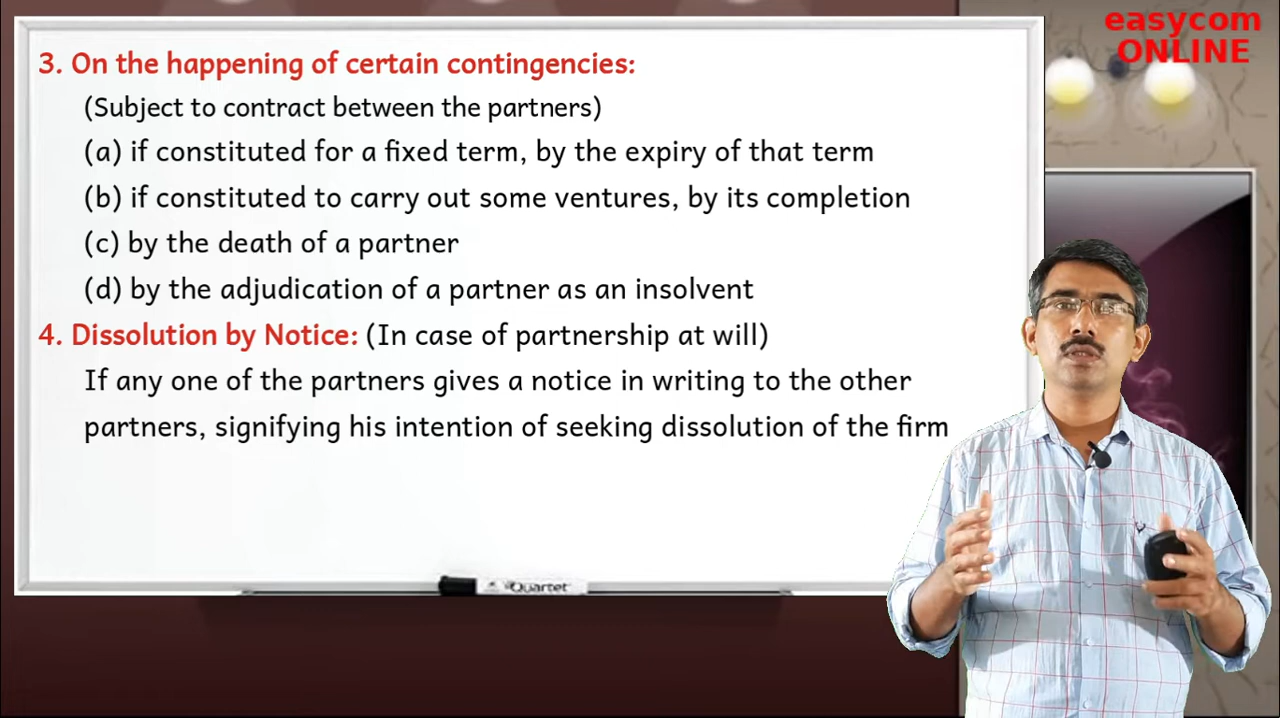 easycom
ONLINE
3. On the happening of certain contingencies:
(Subject to contract between the partners)
(a) if constituted for a fixed term, by the expiry of that term
(b) if constituted to carry out some ventures, by its completion
(c) by the death of a partner
(d) by the adjudication of a partner as an insolvent
4. Dissolution by Notice: (In case of partnership at will)
If any one of the partners gives a notice in writing to the other
partners, signifying his intention of seeking dissolution of the firm
Quartet